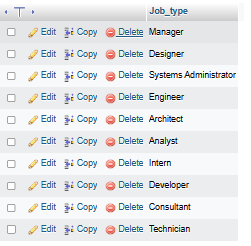 Job_type
Edit Copy Delete Manager
Edit Copy Delete Designer
Edit Copy Delete Systems Administrator
Edit Copy Delete Engineer
Edit Copy Delete Architect
Edit Copy Delete Analyst
Edit Copy Delete Intern
Edit Copy Delete Developer
Edit Copy Delete Consultant
Edit Copy Delete Technician